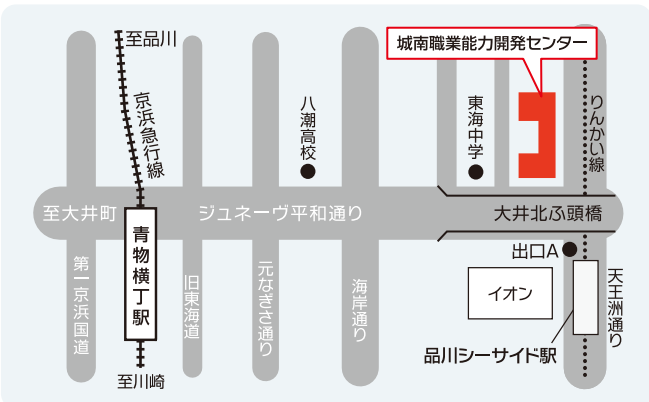 至品川
城南職業能力開発センター
京浜急行線
八潮高校
東海中学
りんかい線
至大井町
ジュネーヴ平和通り
大井北ふ頭橋
青物横丁駅
出口A
第一京浜国道
旧東海道
元なぎさ通り
海岸通り
イオン
天王洲通り
品川シーサイド駅
至川崎